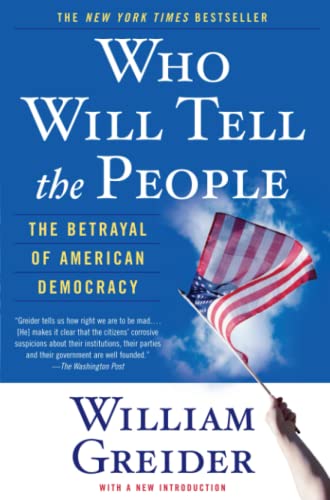 THE NEW YORK TIMES BESTSELLER
WHO
WILL TELL
the PEOPLE
THE BETRAYAL
OF AMERICAN
DEMOCRACY
"Greider tells us how right we are to be mad....
[He] makes it clear that the citizens' corrosive
suspicions about their institutions, their parties
and their government are well founded."
—The Washington Post
WILLIAM
GREIDER
WITH A NEW INTRODUCTION